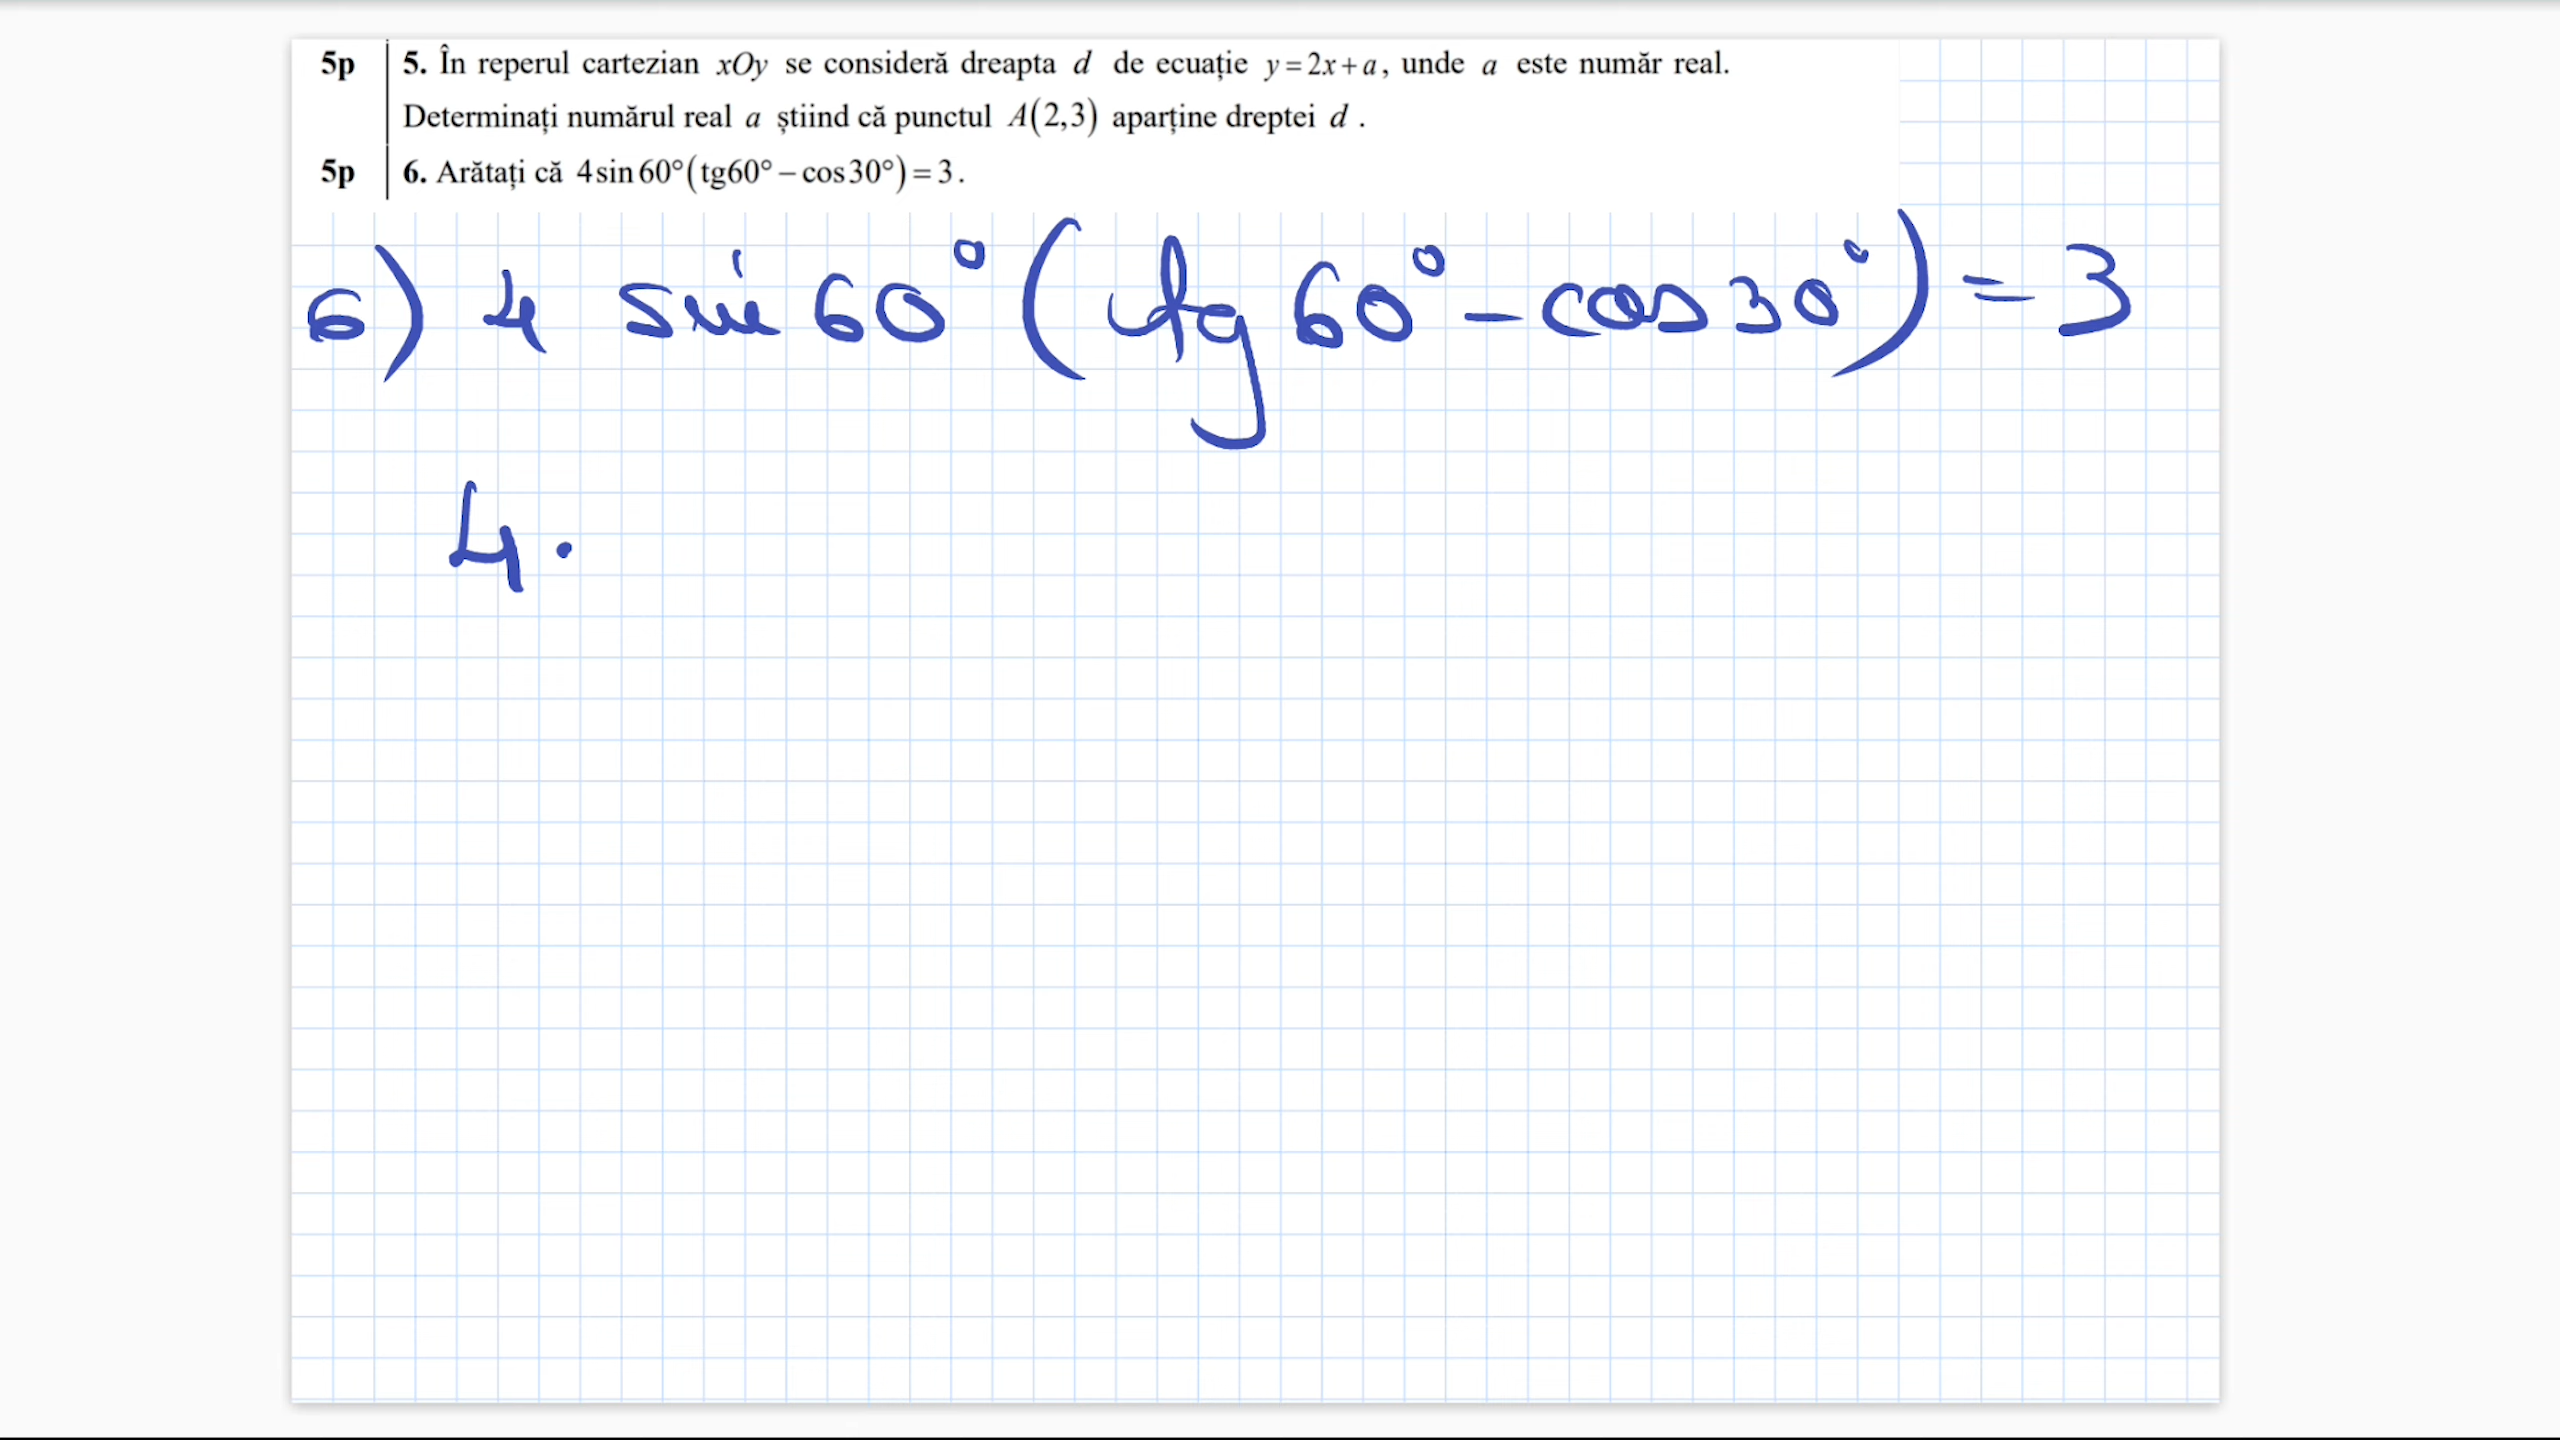 5p 5. În reperul cartezian xOy se consideră dreapta d de ecuație y = 2x + a, unde a este număr real.
Determinați numărul real a știind că punctul A(2,3) aparține dreptei d .
5p 6. Arătați că 4sin60°(tg60° − cos30°) = 3.
6) 4 sin 60° (tg 60° − cos 30°) = 3
4 ·